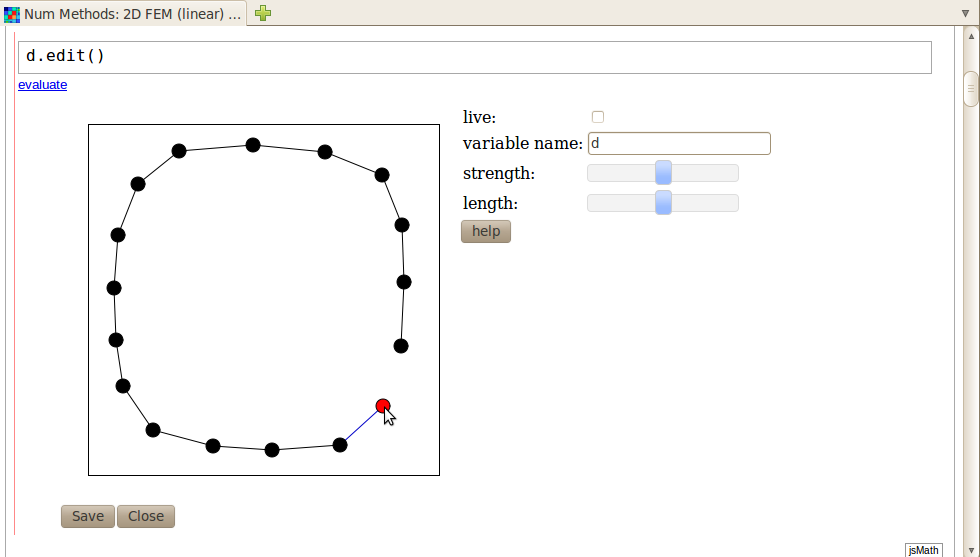 Num Methods: 2D FEM (linear) ...
d.edit()
evaluate
live:
variable name: d
strength:
length:
help
Save Close
jsMath